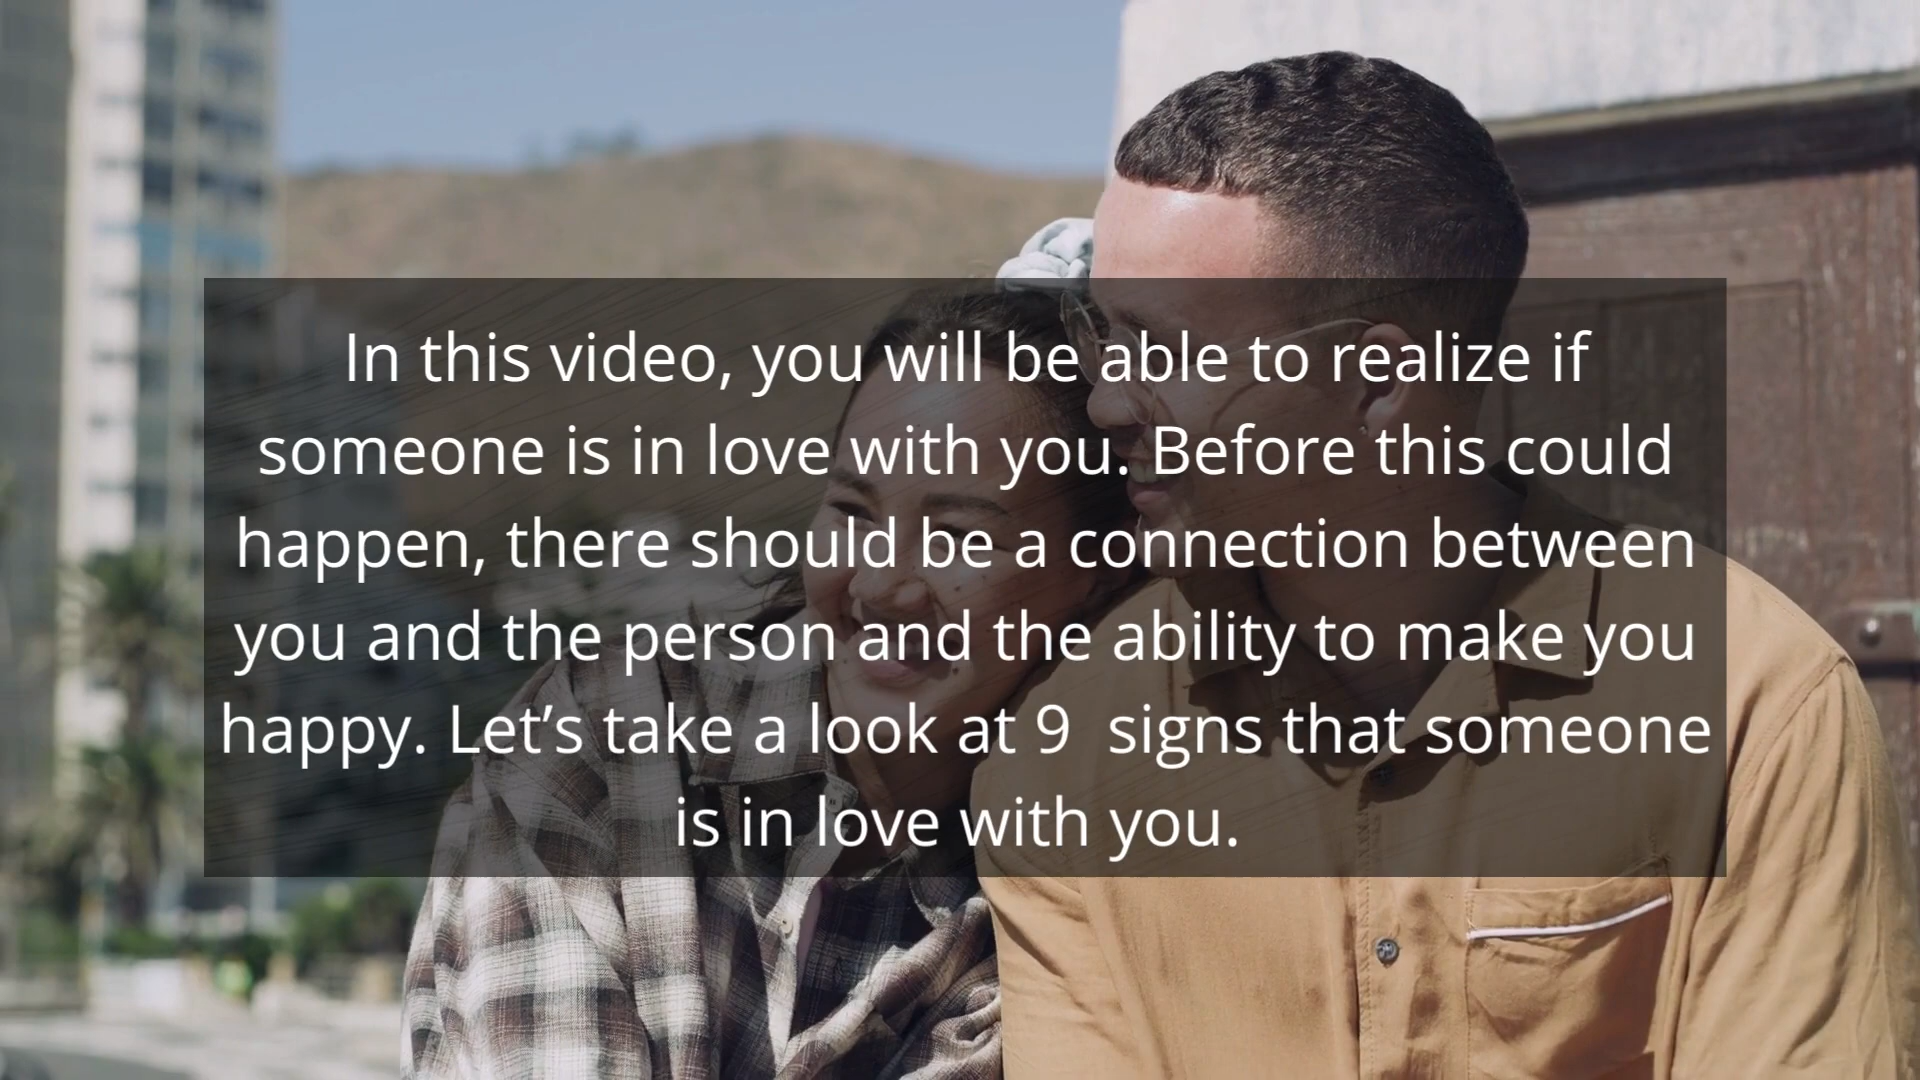 In this video, you will be able to realize if
someone is in love with you. Before this could
happen, there should be a connection between
you and the person and the ability to make you
happy. Let’s take a look at 9  signs that someone
is in love with you.